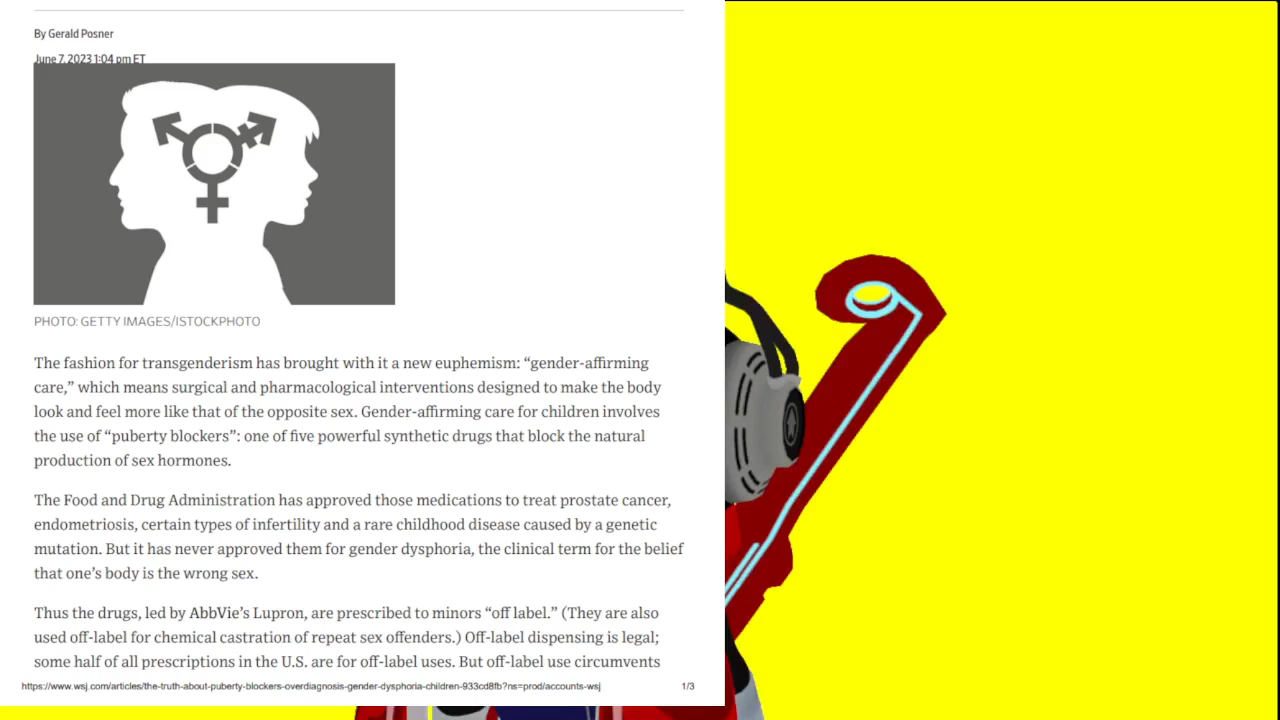 By Gerald Posner
June 7, 2023 1:04 pm ET
PHOTO: GETTY IMAGES/ISTOCKPHOTO
The fashion for transgenderism has brought with it a new euphemism: “gender-affirming
care,” which means surgical and pharmacological interventions designed to make the body
look and feel more like that of the opposite sex. Gender-affirming care for children involves
the use of “puberty blockers”: one of five powerful synthetic drugs that block the natural
production of sex hormones.
The Food and Drug Administration has approved those medications to treat prostate cancer,
endometriosis, certain types of infertility and a rare childhood disease caused by a genetic
mutation. But it has never approved them for gender dysphoria, the clinical term for the belief
that one’s body is the wrong sex.
Thus the drugs, led by AbbVie’s Lupron, are prescribed to minors “off label.” (They are also
used off-label for chemical castration of repeat sex offenders.) Off-label dispensing is legal;
some half of all prescriptions in the U.S. are for off-label uses. But off-label use circumvents
https://www.wsj.com/articles/the-truth-about-puberty-blockers-overdiagnosis-gender-dysphoria-children-933cd8fb?ns=prod/accounts-wsj 1/3